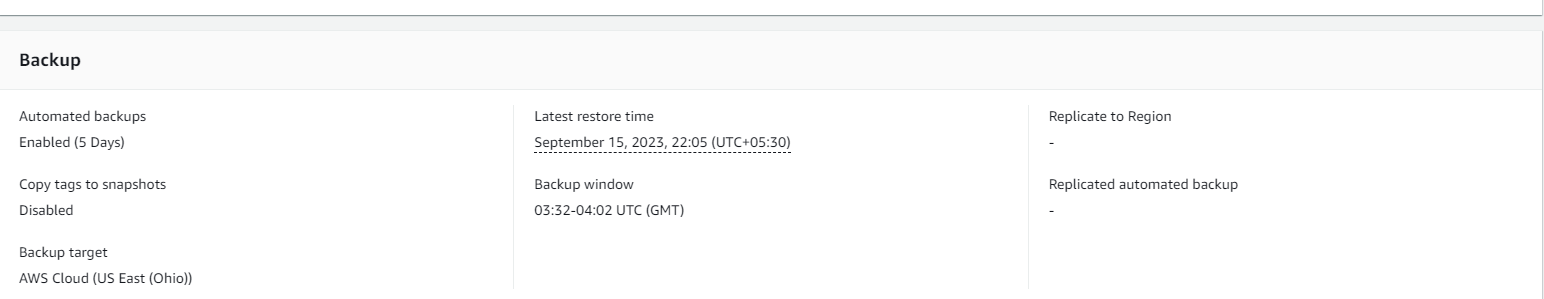 Backup
Automated backups
Enabled (5 Days)
Copy tags to snapshots
Disabled
Backup target
AWS Cloud (US East (Ohio))
Latest restore time
September 15, 2023, 22:05 (UTC+05:30)
Backup window
03:32-04:02 UTC (GMT)
Replicate to Region
-
Replicated automated backup
-